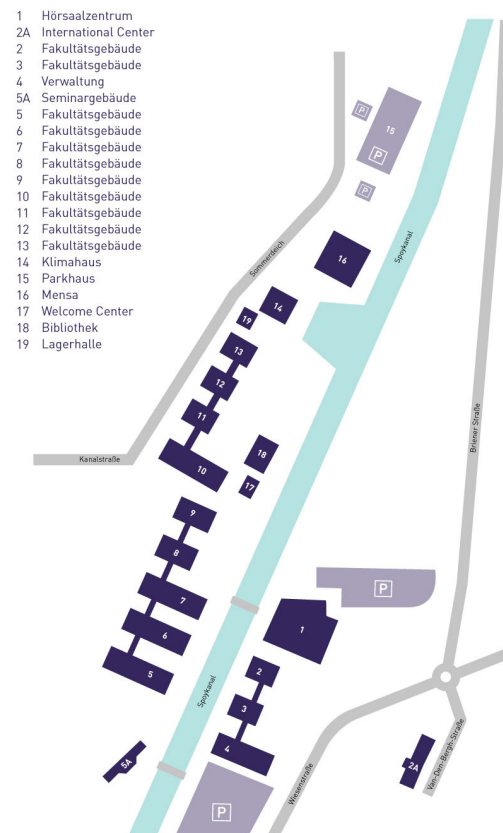 1 Hörsaalzentrum
2A International Center
2 Fakultätsgebäude
3 Fakultätsgebäude
4 Verwaltung
5A Seminargebäude
5 Fakultätsgebäude
6 Fakultätsgebäude
7 Fakultätsgebäude
8 Fakultätsgebäude
9 Fakultätsgebäude
10 Fakultätsgebäude
11 Fakultätsgebäude
12 Fakultätsgebäude
13 Fakultätsgebäude
14 Klimahaus
15 Parkhaus
16 Mensa
17 Welcome Center
18 Bibliothek
19 Lagerhalle
P
15
P
P
Spoykanal
Sommerdeich
16
14
19
13
12
11
10
18
17
Kanalstraße
Briener Straße
9
8
7
6
5
P
1
2
3
4
Spoykanal
5A
P
Wiesenstraße
2A
Van-Den-Bergh-Straße